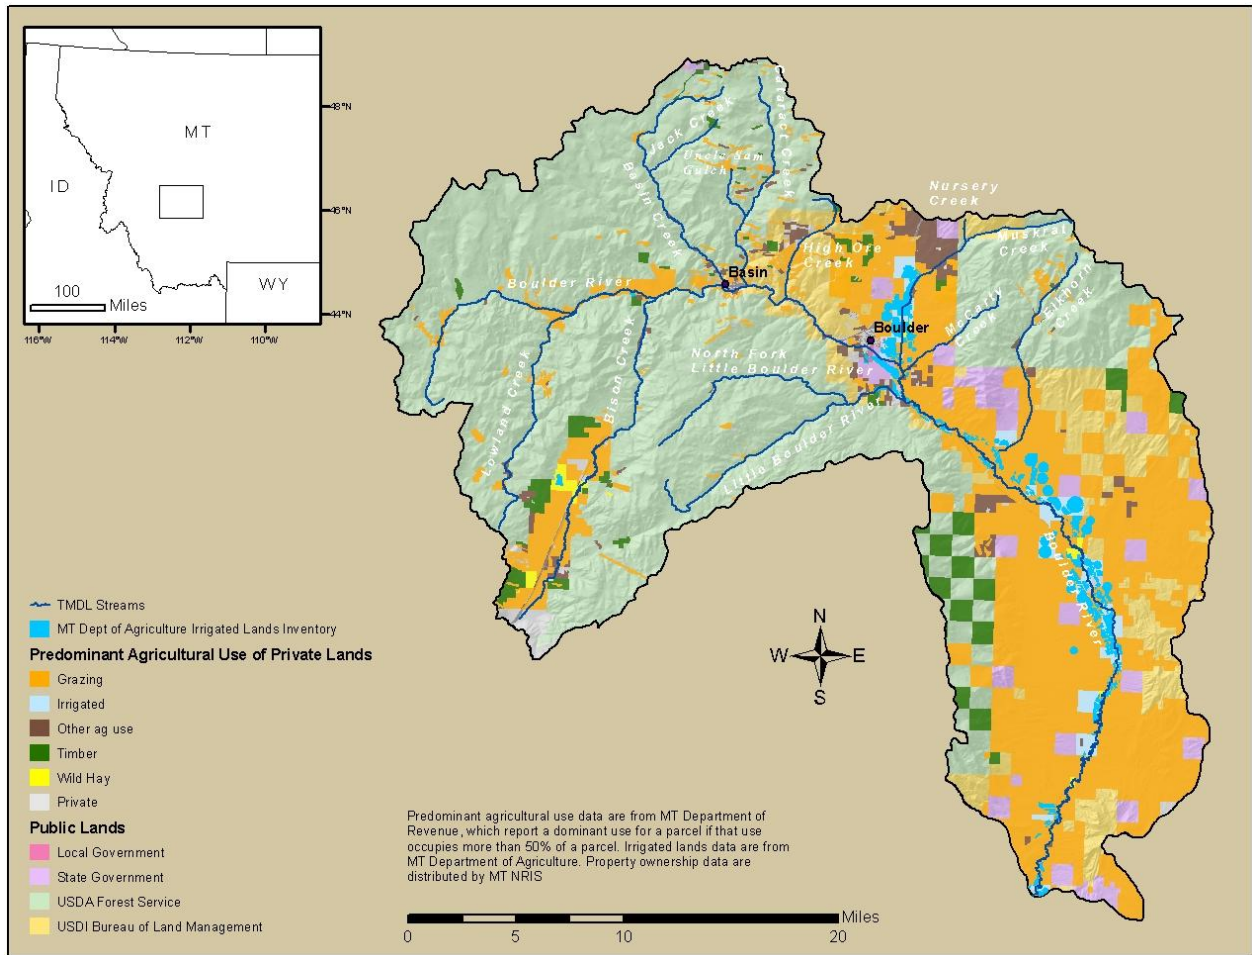 MT
ID
WY
48°N
46°N
44°N
116°W
114°W
112°W
110°W
100
Miles
Cataract Creek
Jack Creek
Uncle Sam
Gulch
Basin Creek
Nursery
Creek
Muskrat
Creek
High Ore
Creek
Basin
Boulder River
Elkhorn
Creek
McCarty
Creek
Boulder
North Fork
Little Boulder River
Bison Creek
Lowland Creek
Little Boulder River
Boulder River
N
W
E
S
TMDL Streams
MT Dept of Agriculture Irrigated Lands Inventory
Predominant Agricultural Use of Private Lands
Grazing
Irrigated
Other ag use
Timber
Wild Hay
Private
Public Lands
Local Government
State Government
USDA Forest Service
USDI Bureau of Land Management
Predominant agricultural use data are from MT Department of
Revenue, which report a dominant use for a parcel if that use
occupies more than 50% of a parcel. Irrigated lands data are from
MT Department of Agriculture. Property ownership data are
distributed by MT NRIS
Miles
0
5
10
20